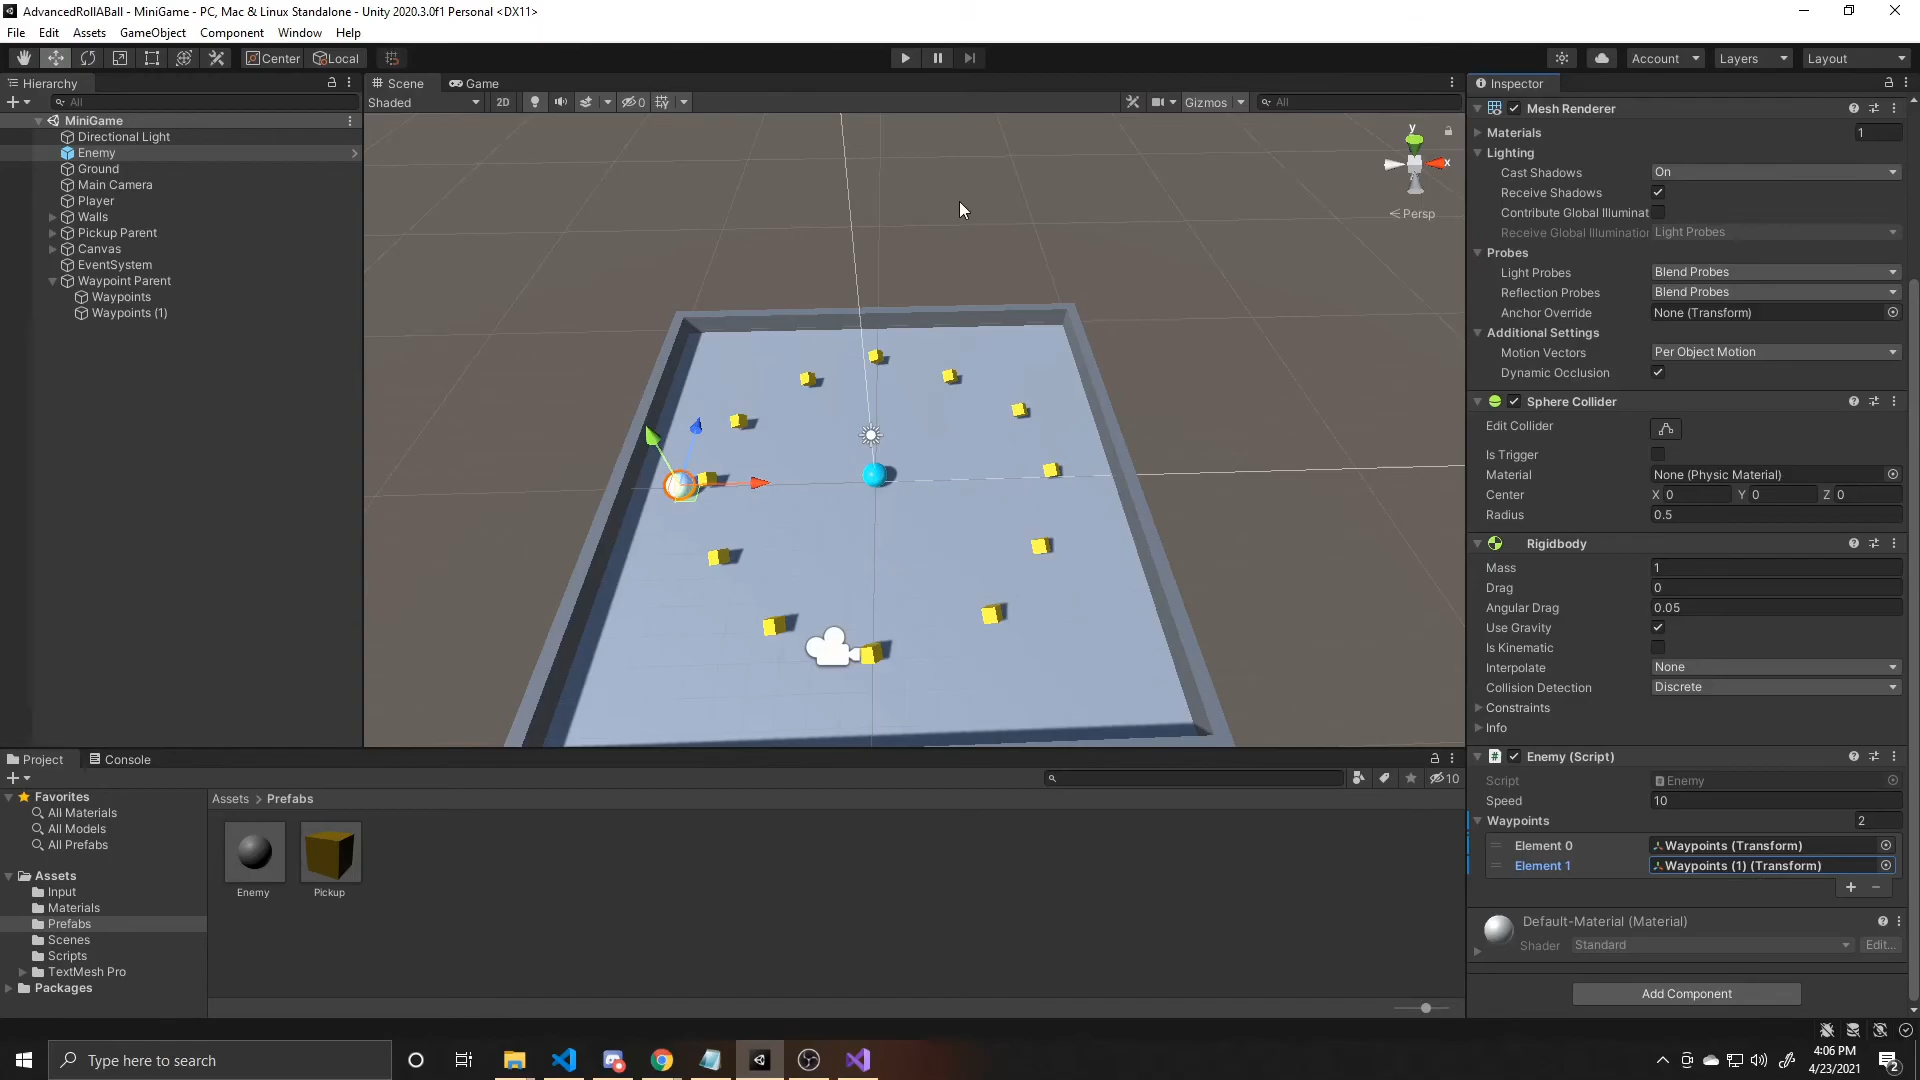 AdvancedRollABall - MiniGame - PC, Mac & Linux Standalone - Unity 2020.3.0f1 Personal <DX11>
File Edit Assets GameObject Component Window Help
Center Local Account Layers Layout
Hierarchy
All
MiniGame
Directional Light
Enemy
Ground
Main Camera
Player
Walls
Pickup Parent
Canvas
EventSystem
Waypoint Parent
Waypoints
Waypoints (1)
Scene Game
Shaded 2D 0 Gizmos All
y
x
Persp
Inspector
Mesh Renderer
Materials 1
Lighting
Cast Shadows On
Receive Shadows
Contribute Global Illuminat
Receive Global Illumination Light Probes
Probes
Light Probes Blend Probes
Reflection Probes Blend Probes
Anchor Override None (Transform)
Additional Settings
Motion Vectors Per Object Motion
Dynamic Occlusion
Sphere Collider
Edit Collider
Is Trigger
Material None (Physic Material)
Center X 0 Y 0 Z 0
Radius 0.5
Rigidbody
Mass 1
Drag 0
Angular Drag 0.05
Use Gravity
Is Kinematic
Interpolate None
Collision Detection Discrete
Constraints
Info
Enemy (Script)
Script Enemy
Speed 10
Waypoints 2
Element 0 Waypoints (Transform)
Element 1 Waypoints (1) (Transform)
Default-Material (Material)
Shader Standard Edit...
Add Component
Project Console
10
Favorites
All Materials
All Models
All Prefabs
Assets
Input
Materials
Prefabs
Scenes
Scripts
TextMesh Pro
Packages
Assets > Prefabs
Enemy Pickup
Type here to search
4:06 PM
4/23/2021
2